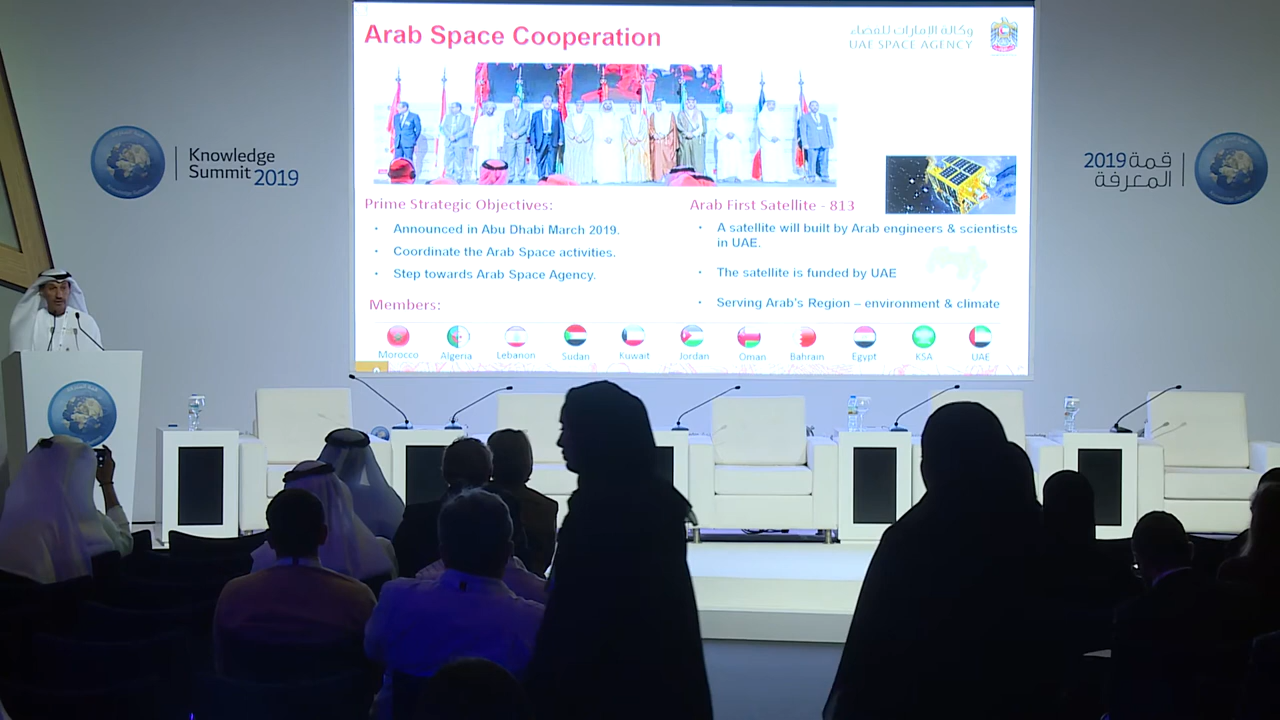 Arab Space Cooperation
وكالة الإمارات للفضاء
UAE SPACE AGENCY
Knowledge
Summit 2019
قمة 2019
المعرفة
Prime Strategic Objectives:
• Announced in Abu Dhabi March 2019.
• Coordinate the Arab Space activities.
• Step towards Arab Space Agency.
Arab First Satellite - 813
• A satellite will built by Arab engineers & scientists
in UAE.
• The satellite is funded by UAE
• Serving Arab's Region – environment & climate
Members:
Morocco Algeria Lebanon Sudan Kuwait Jordan Oman Bahrain Egypt KSA UAE